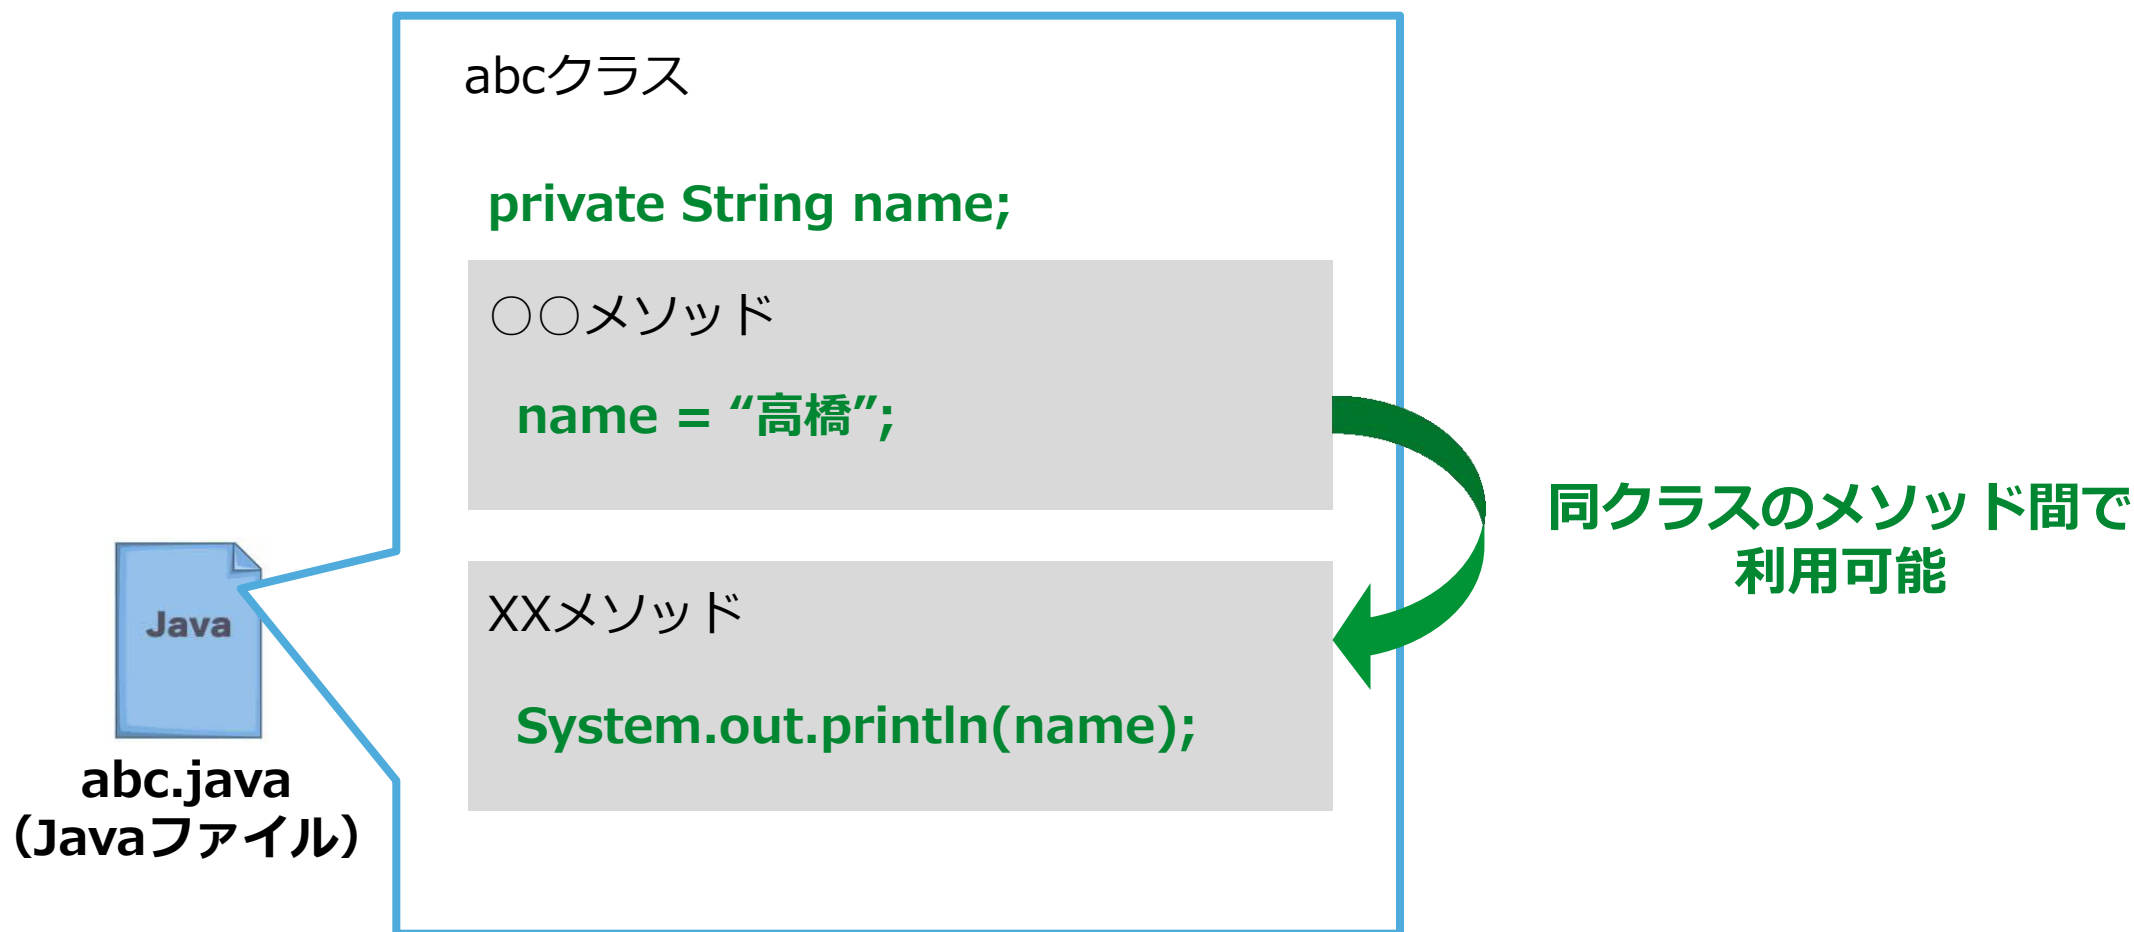 abcクラス
private String name;
○○メソッド
name = “高橋”;
同クラスのメソッド間で
利用可能
XXメソッド
System.out.println(name);
Java
abc.java
（Javaファイル）